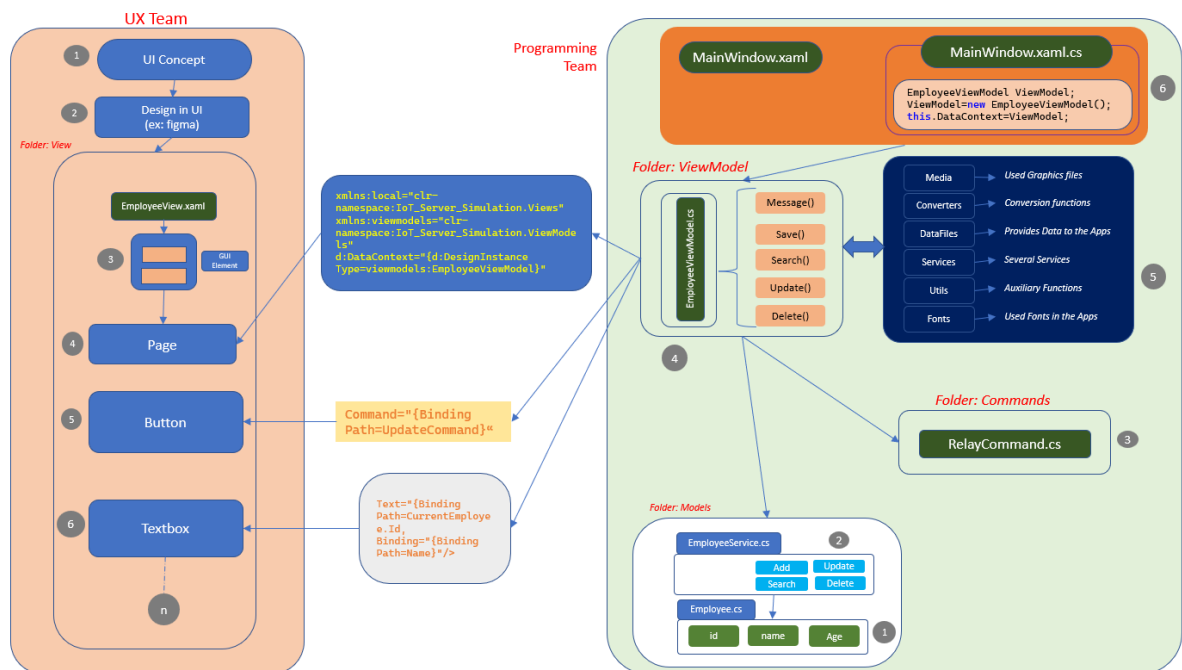 UX Team
1
UI Concept
2
Design in UI
(ex: figma)
Folder: View
EmployeeView.xaml
3
GUI
Element
4
Page
5
Button
6
Textbox
n
xmlns:local="clr-
namespace:IoT_Server_Simulation.Views"
xmlns:viewmodels="clr-
namespace:IoT_Server_Simulation.ViewMode
ls"
d:DataContext="{d:DesignInstance
Type=viewmodels:EmployeeViewModel}"
Command="{Binding
Path=UpdateCommand}“
Text="{Binding
Path=CurrentEmploye
e.Id,
Binding="{Binding
Path=Name}"/>
Programming
Team
MainWindow.xaml
MainWindow.xaml.cs
EmployeeViewModel ViewModel;
ViewModel=new EmployeeViewModel();
this.DataContext=ViewModel;
6
Folder: ViewModel
EmployeeViewModel.cs
Message()
Save()
Search()
Update()
Delete()
4
Media
Used Graphics files
Converters
Conversion functions
DataFiles
Provides Data to the Apps
Services
Several Services
Utils
Auxiliary Functions
Fonts
Used Fonts in the Apps
5
Folder: Commands
RelayCommand.cs
3
Folder: Models
EmployeeService.cs
2
Add
Update
Search
Delete
Employee.cs
id
name
Age
1